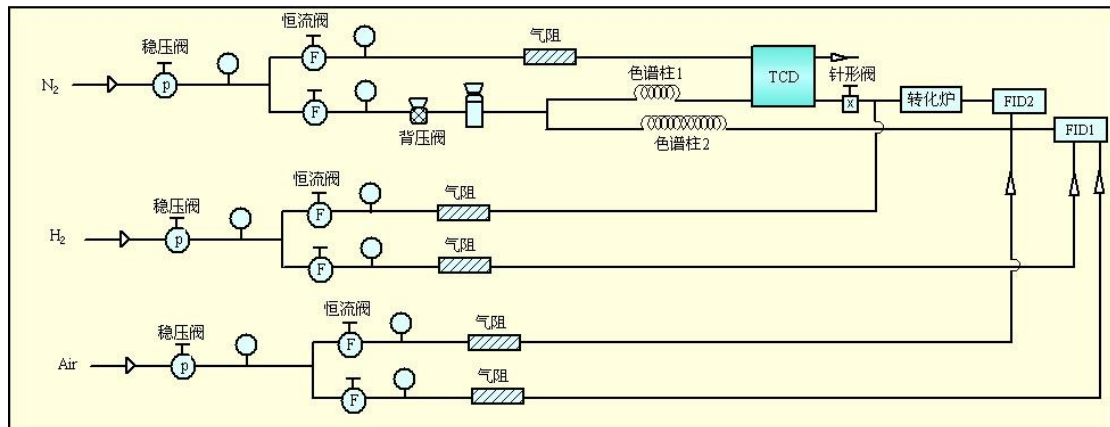 恒流阀
稳压阀
气阻
N2
F
P
TCD
针形阀
色谱柱1
F
X
转化炉
FID2
背压阀
色谱柱2
FID1
恒流阀
稳压阀
气阻
F
H2
P
气阻
F
恒流阀
稳压阀
气阻
F
Air
P
气阻
F